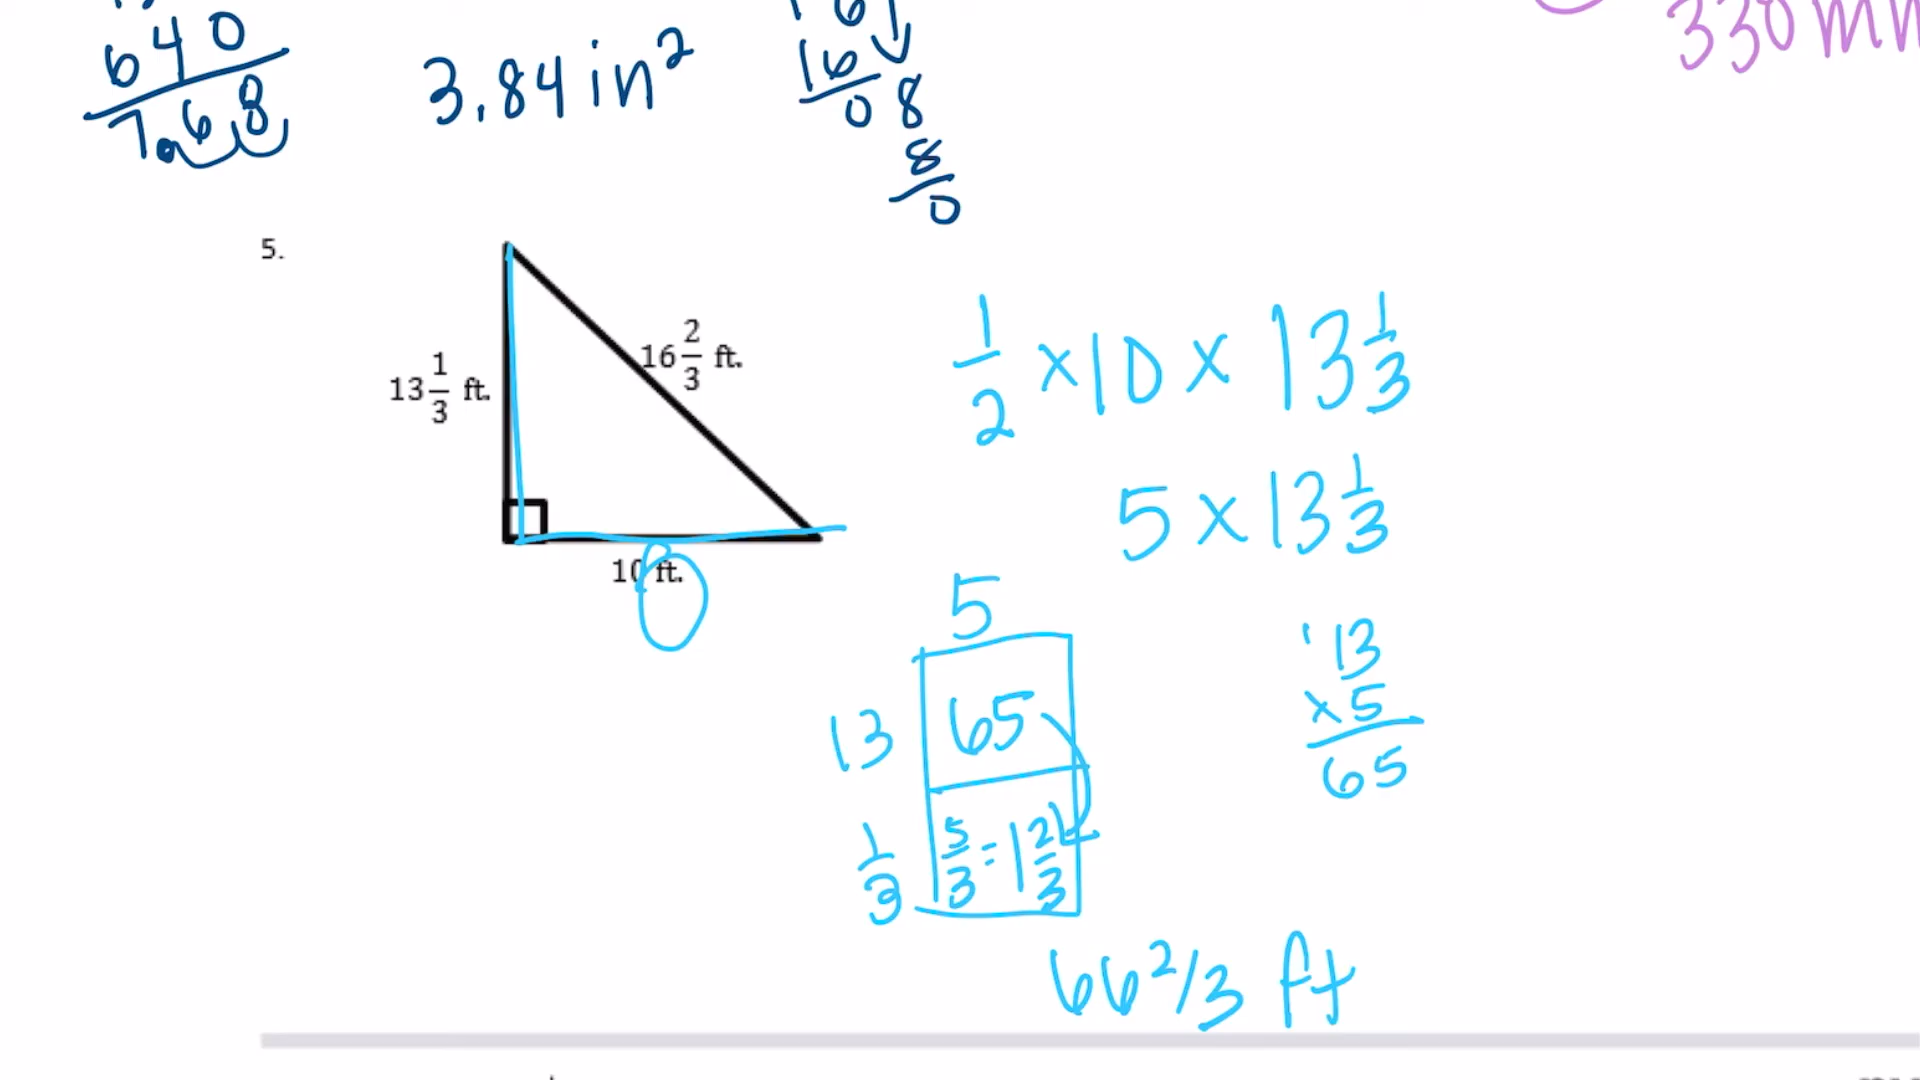 640
7.68
3.84 in²
16
08
8
0
330 m
5.
13 1/3 ft.
16 2/3 ft.
10 ft.
1/2 × 10 × 13 1/3
5 × 13 1/3
5
13
65
1/3
5/3 = 1 2/3
13
×5
65
66 2/3 ft